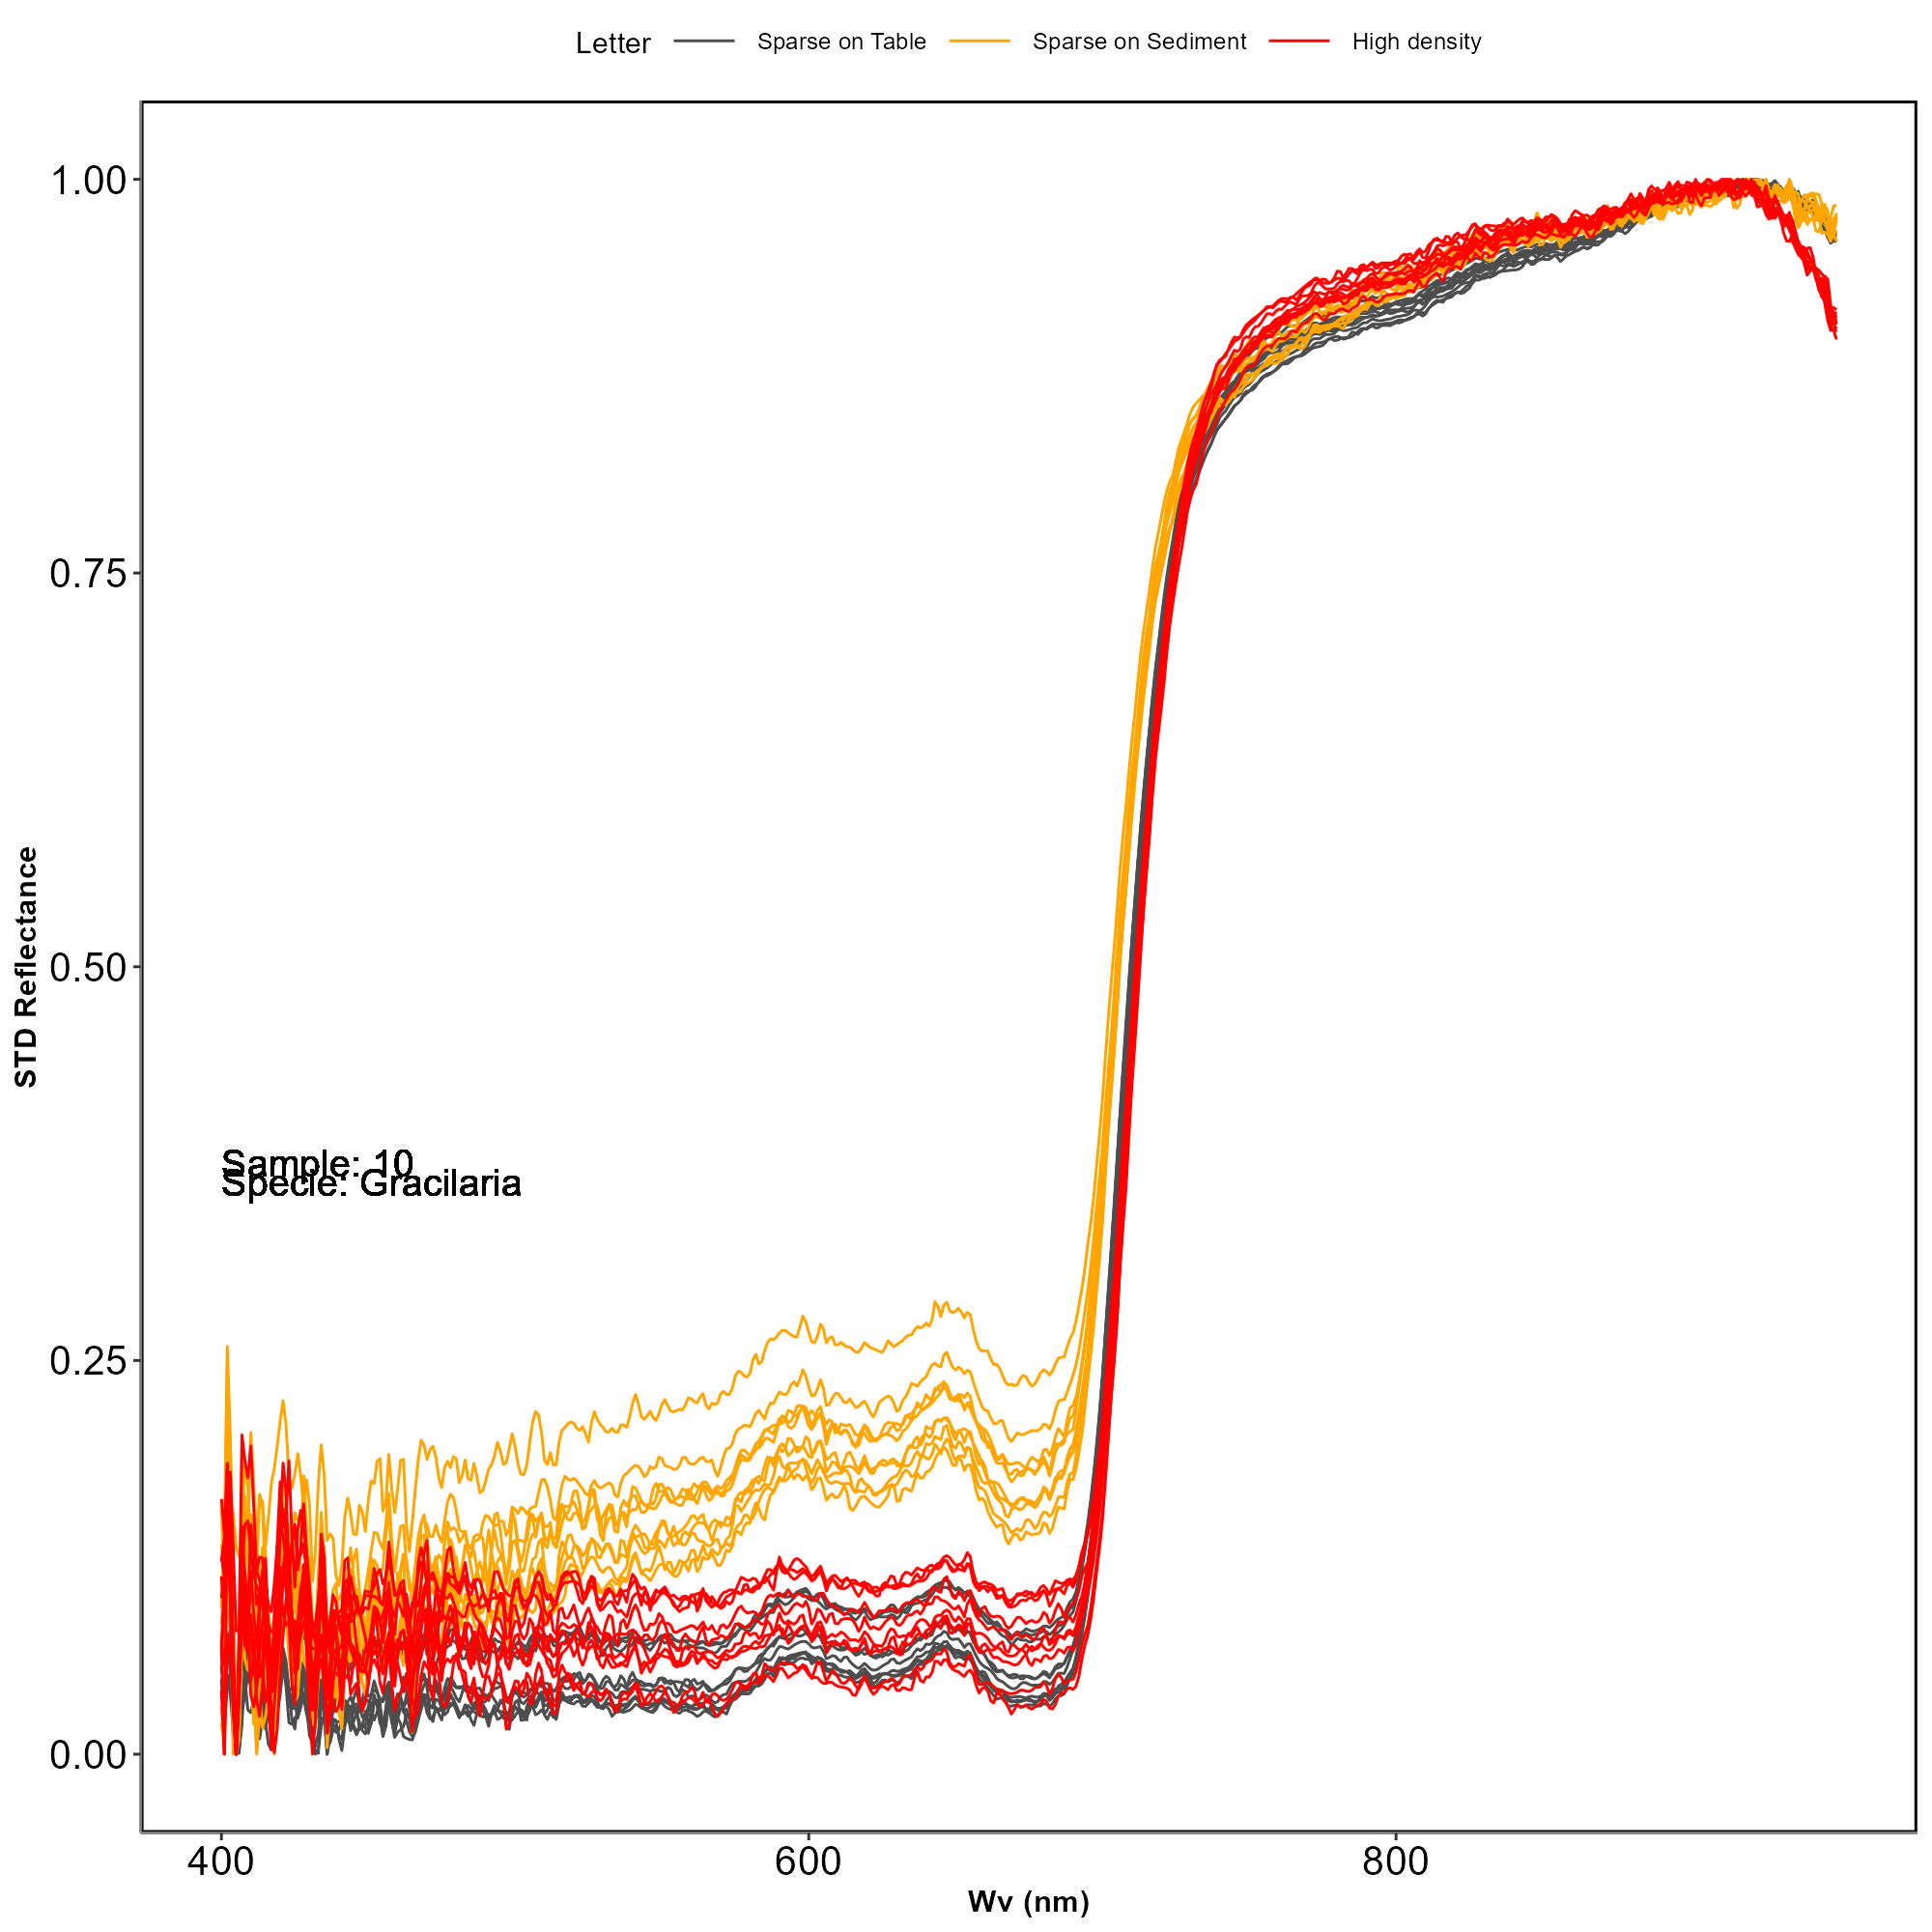 Letter Sparse on Table Sparse on Sediment High density
1.00
0.75
0.50
0.25
0.00
STD Reflectance
Sample: 10
Specie: Gracilaria
400 600 800
Wv (nm)